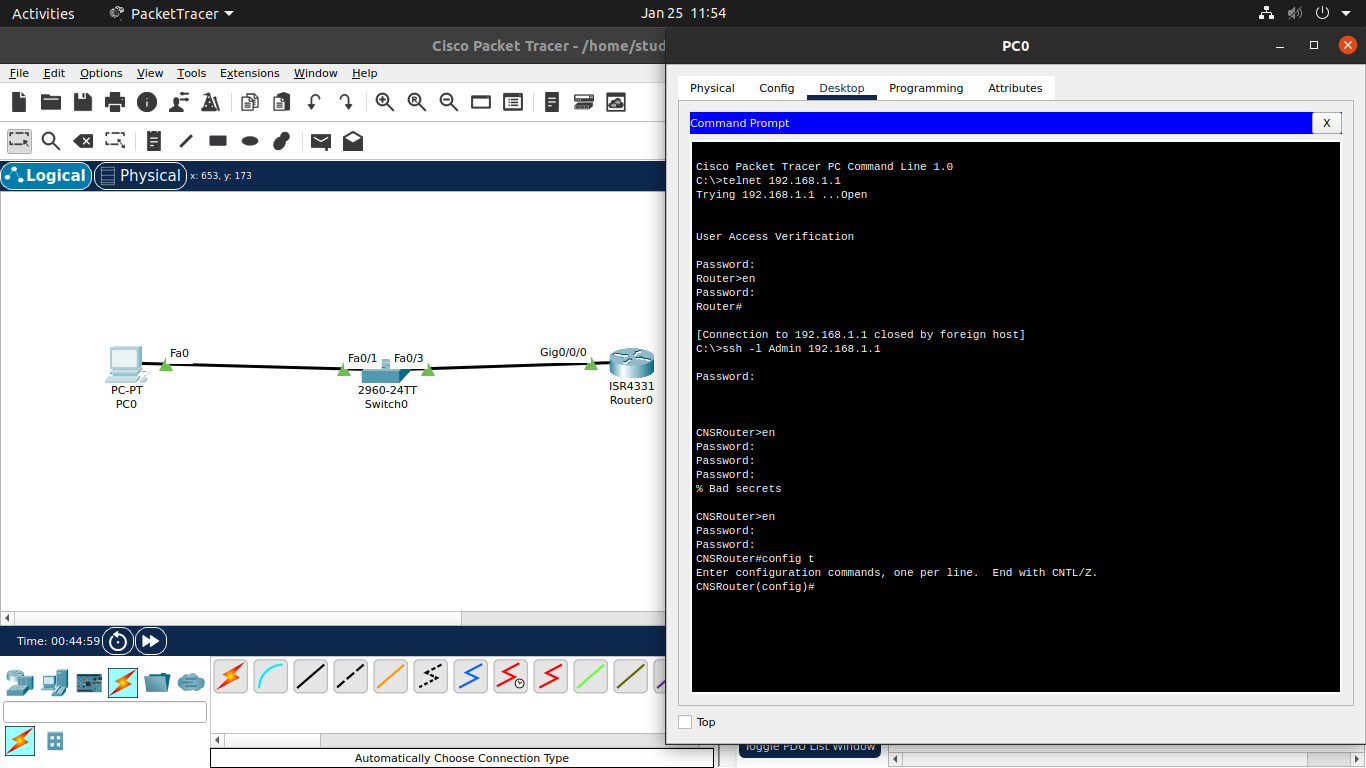 Activities PacketTracer Jan 25 11:54
Cisco Packet Tracer - /home/stud
PC0
File Edit Options View Tools Extensions Window Help
Physical Config Desktop Programming Attributes
Command Prompt X
Logical Physical x: 653, y: 173
Cisco Packet Tracer PC Command Line 1.0
C:\>telnet 192.168.1.1
Trying 192.168.1.1 ...Open
User Access Verification
Password:
Router>en
Password:
Router#
[Connection to 192.168.1.1 closed by foreign host]
C:\>ssh -l Admin 192.168.1.1
Password:
CNSRouter>en
Password:
Password:
Password:
% Bad secrets
CNSRouter>en
Password:
Password:
CNSRouter#config t
Enter configuration commands, one per line.  End with CNTL/Z.
CNSRouter(config)#
Top
Fa0
Fa0/1 Fa0/3
Gig0/0/0
PC-PT
PC0
2960-24TT
Switch0
ISR4331
Router0
Time: 00:44:59
Automatically Choose Connection Type
Toggle PDU List Window